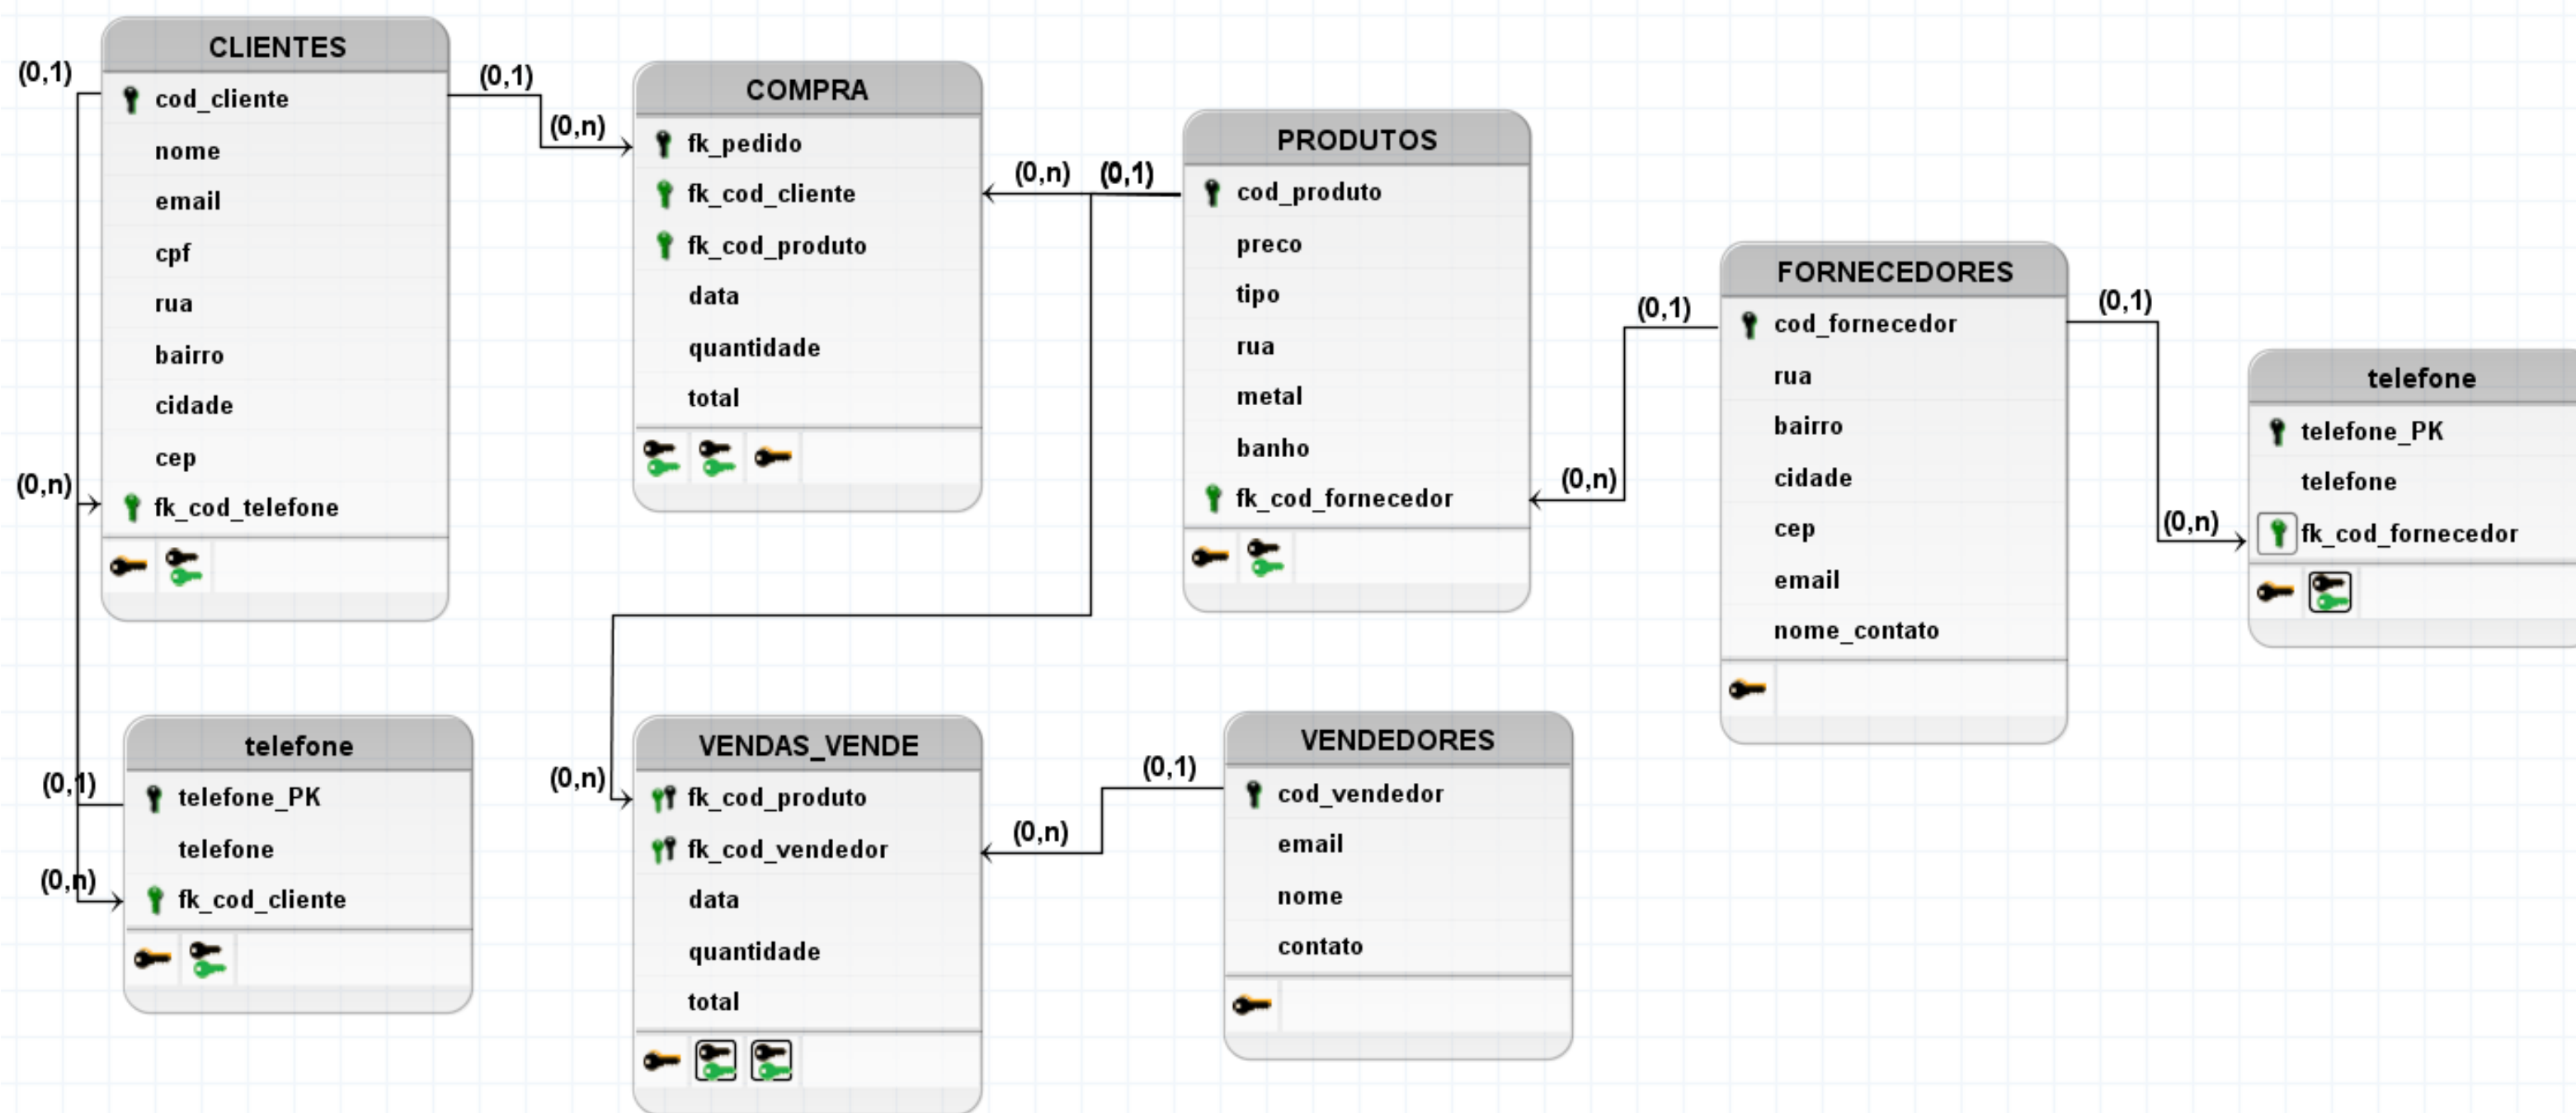 CLIENTES
(0,1)
cod_cliente
nome
email
cpf
rua
bairro
cidade
cep
(0,n)
fk_cod_telefone
(0,1)
(0,n)
COMPRA
fk_pedido
fk_cod_cliente
fk_cod_produto
data
quantidade
total
(0,n)
(0,1)
PRODUTOS
cod_produto
preco
tipo
rua
metal
banho
fk_cod_fornecedor
(0,1)
(0,n)
FORNECEDORES
cod_fornecedor
rua
bairro
cidade
cep
email
nome_contato
(0,1)
(0,n)
telefone
telefone_PK
telefone
fk_cod_fornecedor
telefone
(0,1)
telefone_PK
telefone
(0,n)
fk_cod_cliente
(0,n)
VENDAS_VENDE
fk_cod_produto
fk_cod_vendedor
data
quantidade
total
(0,1)
(0,n)
VENDEDORES
cod_vendedor
email
nome
contato